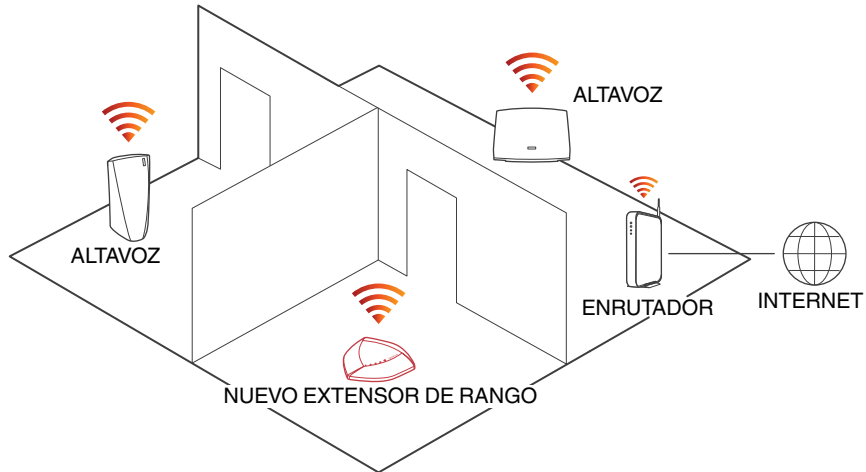 ALTAVOZ
ALTAVOZ
ENRUTADOR
INTERNET
NUEVO EXTENSOR DE RANGO